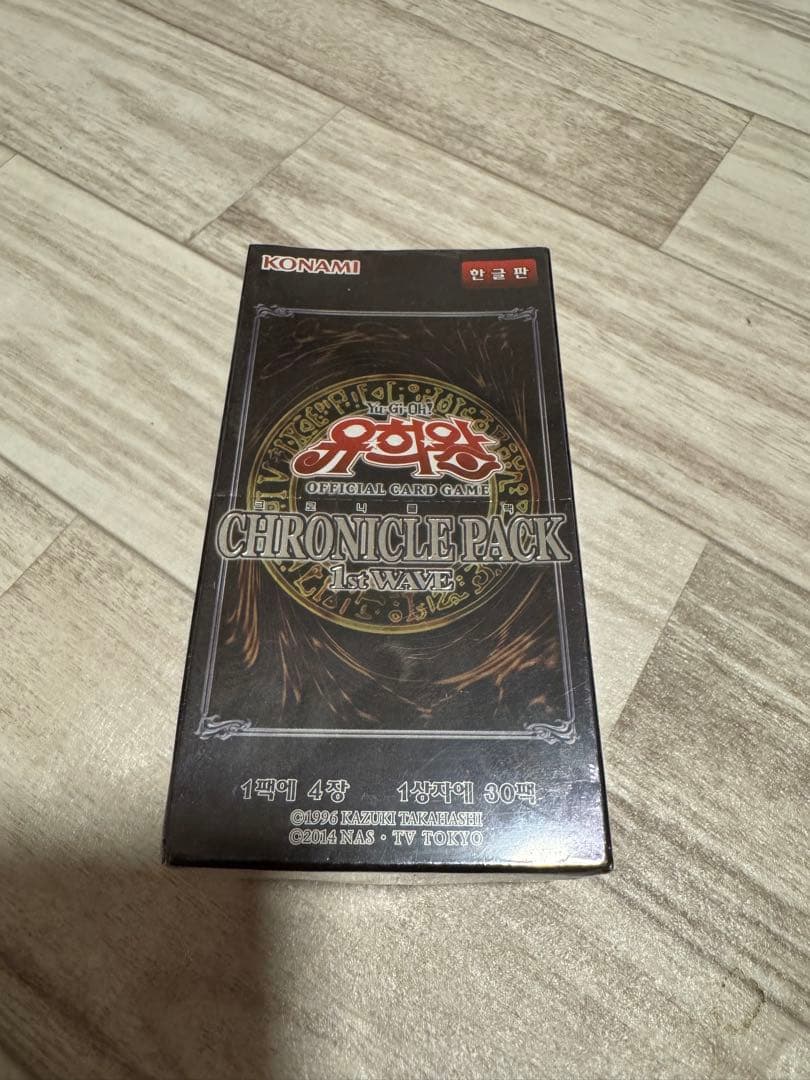 KONAMI
한글판
Yu-Gi-Oh!
유희왕
OFFICIAL CARD GAME
크로니클 팩
CHRONICLE PACK
1st WAVE
1팩에 4장 1상자에 30팩
©1996 KAZUKI TAKAHASHI
©2014 NAS・TV TOKYO